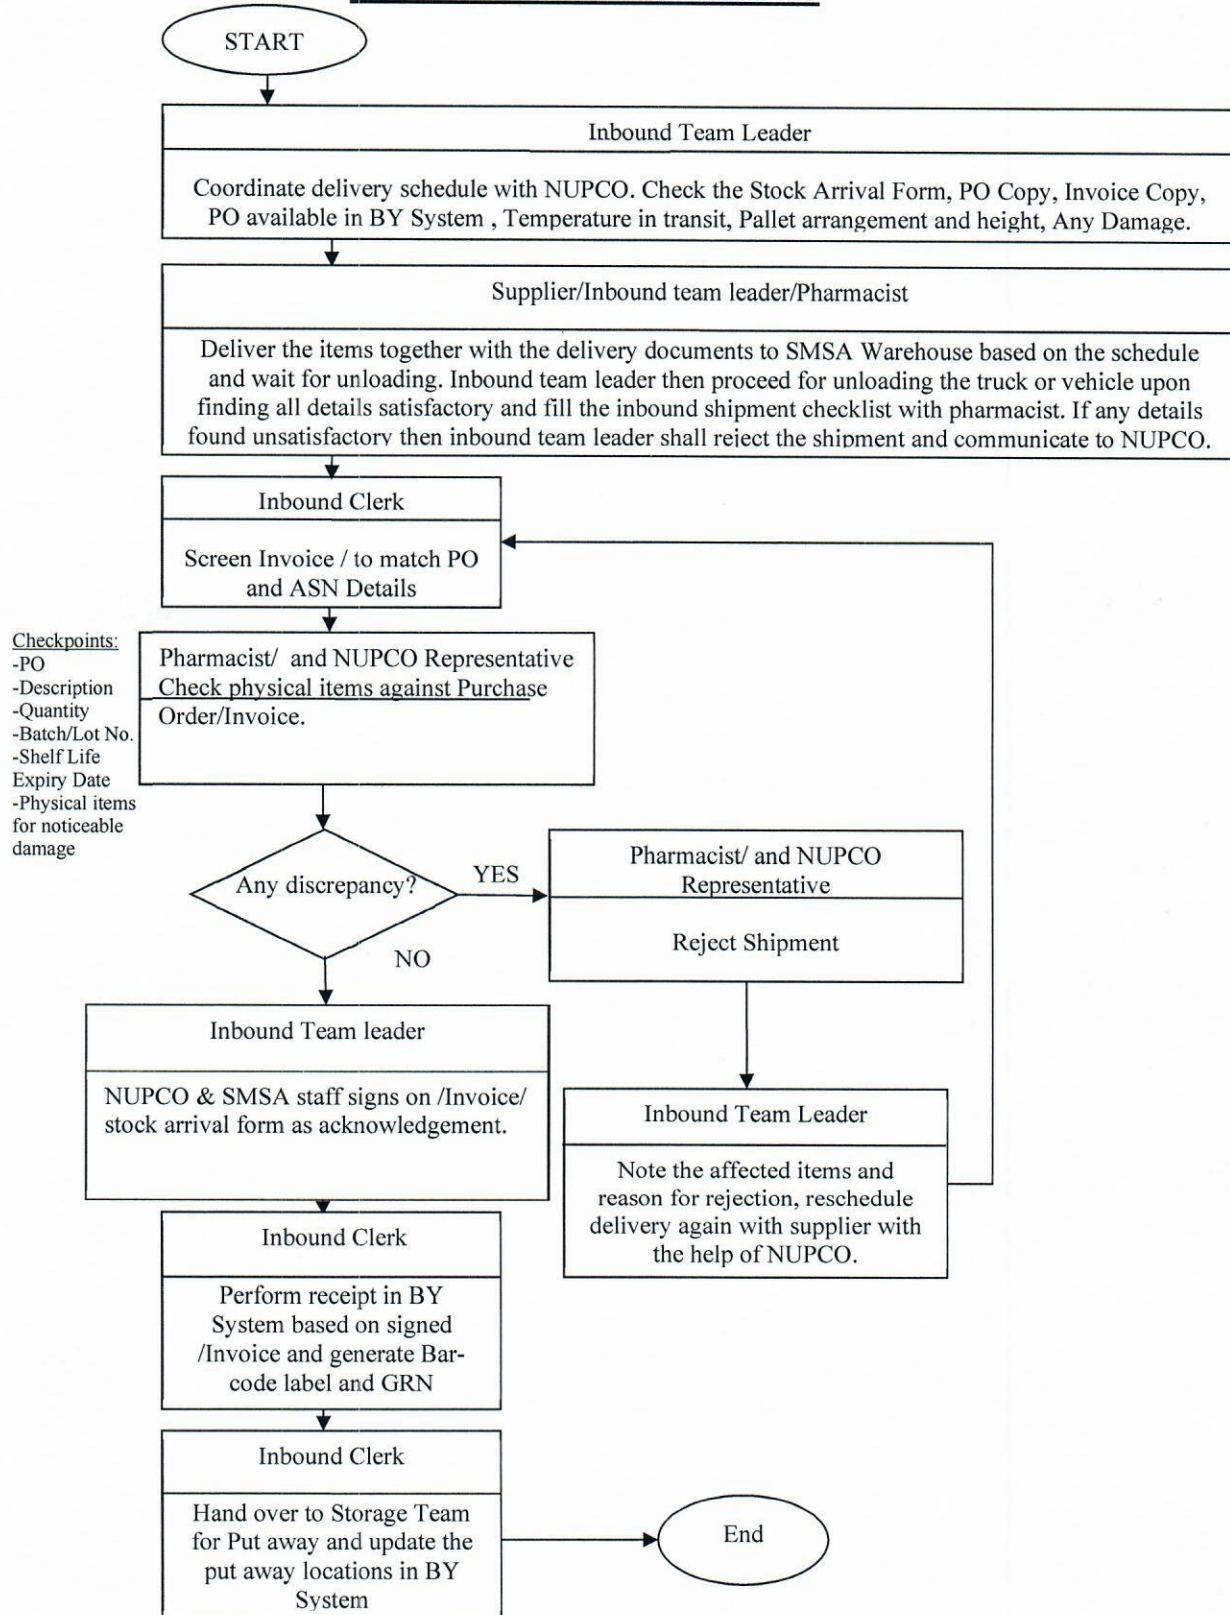 START
Inbound Team Leader
Coordinate delivery schedule with NUPCO. Check the Stock Arrival Form, PO Copy, Invoice Copy,
PO available in BY System , Temperature in transit, Pallet arrangement and height, Any Damage.
Supplier/Inbound team leader/Pharmacist
Deliver the items together with the delivery documents to SMSA Warehouse based on the schedule
and wait for unloading. Inbound team leader then proceed for unloading the truck or vehicle upon
finding all details satisfactory and fill the inbound shipment checklist with pharmacist. If any details
found unsatisfactory then inbound team leader shall reject the shipment and communicate to NUPCO.
Inbound Clerk
Screen Invoice / to match PO
and ASN Details
Checkpoints:
-PO
-Description
-Quantity
-Batch/Lot No.
-Shelf Life
Expiry Date
-Physical items
for noticeable
damage
Pharmacist/ and NUPCO Representative
Check physical items against Purchase
Order/Invoice.
Any discrepancy?
YES
NO
Pharmacist/ and NUPCO
Representative
Reject Shipment
Inbound Team leader
NUPCO & SMSA staff signs on /Invoice/
stock arrival form as acknowledgement.
Inbound Team Leader
Note the affected items and
reason for rejection, reschedule
delivery again with supplier with
the help of NUPCO.
Inbound Clerk
Perform receipt in BY
System based on signed
/Invoice and generate Bar-
code label and GRN
Inbound Clerk
Hand over to Storage Team
for Put away and update the
put away locations in BY
System
End